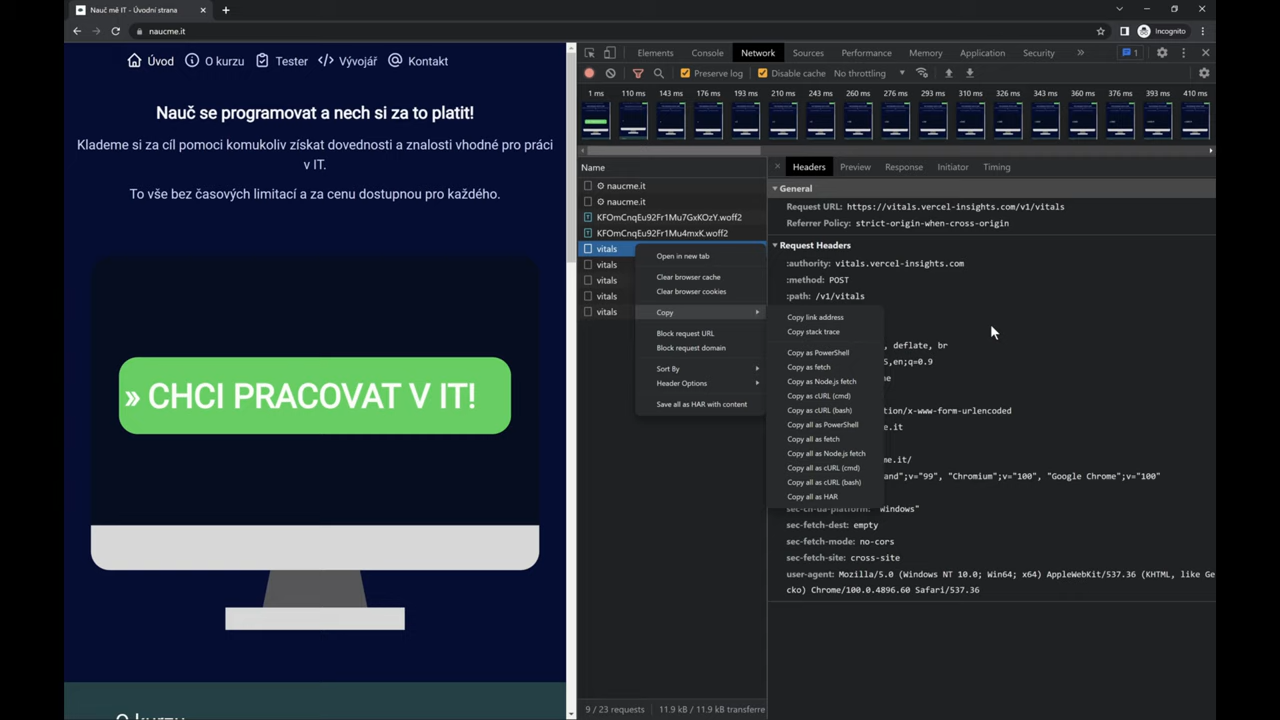 Nauč mě IT - Úvodní strana
naucme.it
Incognito
Úvod
O kurzu
Tester
Vývojář
Kontakt
Nauč se programovat a nech si za to platit!
Klademe si za cíl pomoci komukoliv získat dovednosti a znalosti vhodné pro práci
v IT.
To vše bez časových limitací a za cenu dostupnou pro každého.
» CHCI PRACOVAT V IT!
O kurzu
Elements
Console
Network
Sources
Performance
Memory
Application
Security
1
Preserve log
Disable cache
No throttling
1 ms
110 ms
143 ms
176 ms
193 ms
210 ms
243 ms
260 ms
276 ms
293 ms
310 ms
326 ms
343 ms
360 ms
376 ms
393 ms
410 ms
Name
naucme.it
naucme.it
KFOmCnqEu92Fr1Mu7GxKOzY.woff2
KFOmCnqEu92Fr1Mu4mxK.woff2
vitals
vitals
vitals
vitals
vitals
Open in new tab
Clear browser cache
Clear browser cookies
Copy
Block request URL
Block request domain
Sort By
Header Options
Save all as HAR with content
Copy link address
Copy stack trace
Copy as PowerShell
Copy as fetch
Copy as Node.js fetch
Copy as cURL (cmd)
Copy as cURL (bash)
Copy all as PowerShell
Copy all as fetch
Copy all as Node.js fetch
Copy all as cURL (cmd)
Copy all as cURL (bash)
Copy all as HAR
Headers
Preview
Response
Initiator
Timing
General
Request URL: https://vitals.vercel-insights.com/v1/vitals
Referrer Policy: strict-origin-when-cross-origin
Request Headers
:authority: vitals.vercel-insights.com
:method: POST
:path: /v1/vitals
, deflate, br
5,en;q=0.9
he
tion/x-www-form-urlencoded
e.it
me.it/
and";v="99", "Chromium";v="100", "Google Chrome";v="100"
sec-ch-ua-platform: "Windows"
sec-fetch-dest: empty
sec-fetch-mode: no-cors
sec-fetch-site: cross-site
user-agent: Mozilla/5.0 (Windows NT 10.0; Win64; x64) AppleWebKit/537.36 (KHTML, like Ge
cko) Chrome/100.0.4896.60 Safari/537.36
9 / 23 requests
11.9 kB / 11.9 kB transferre